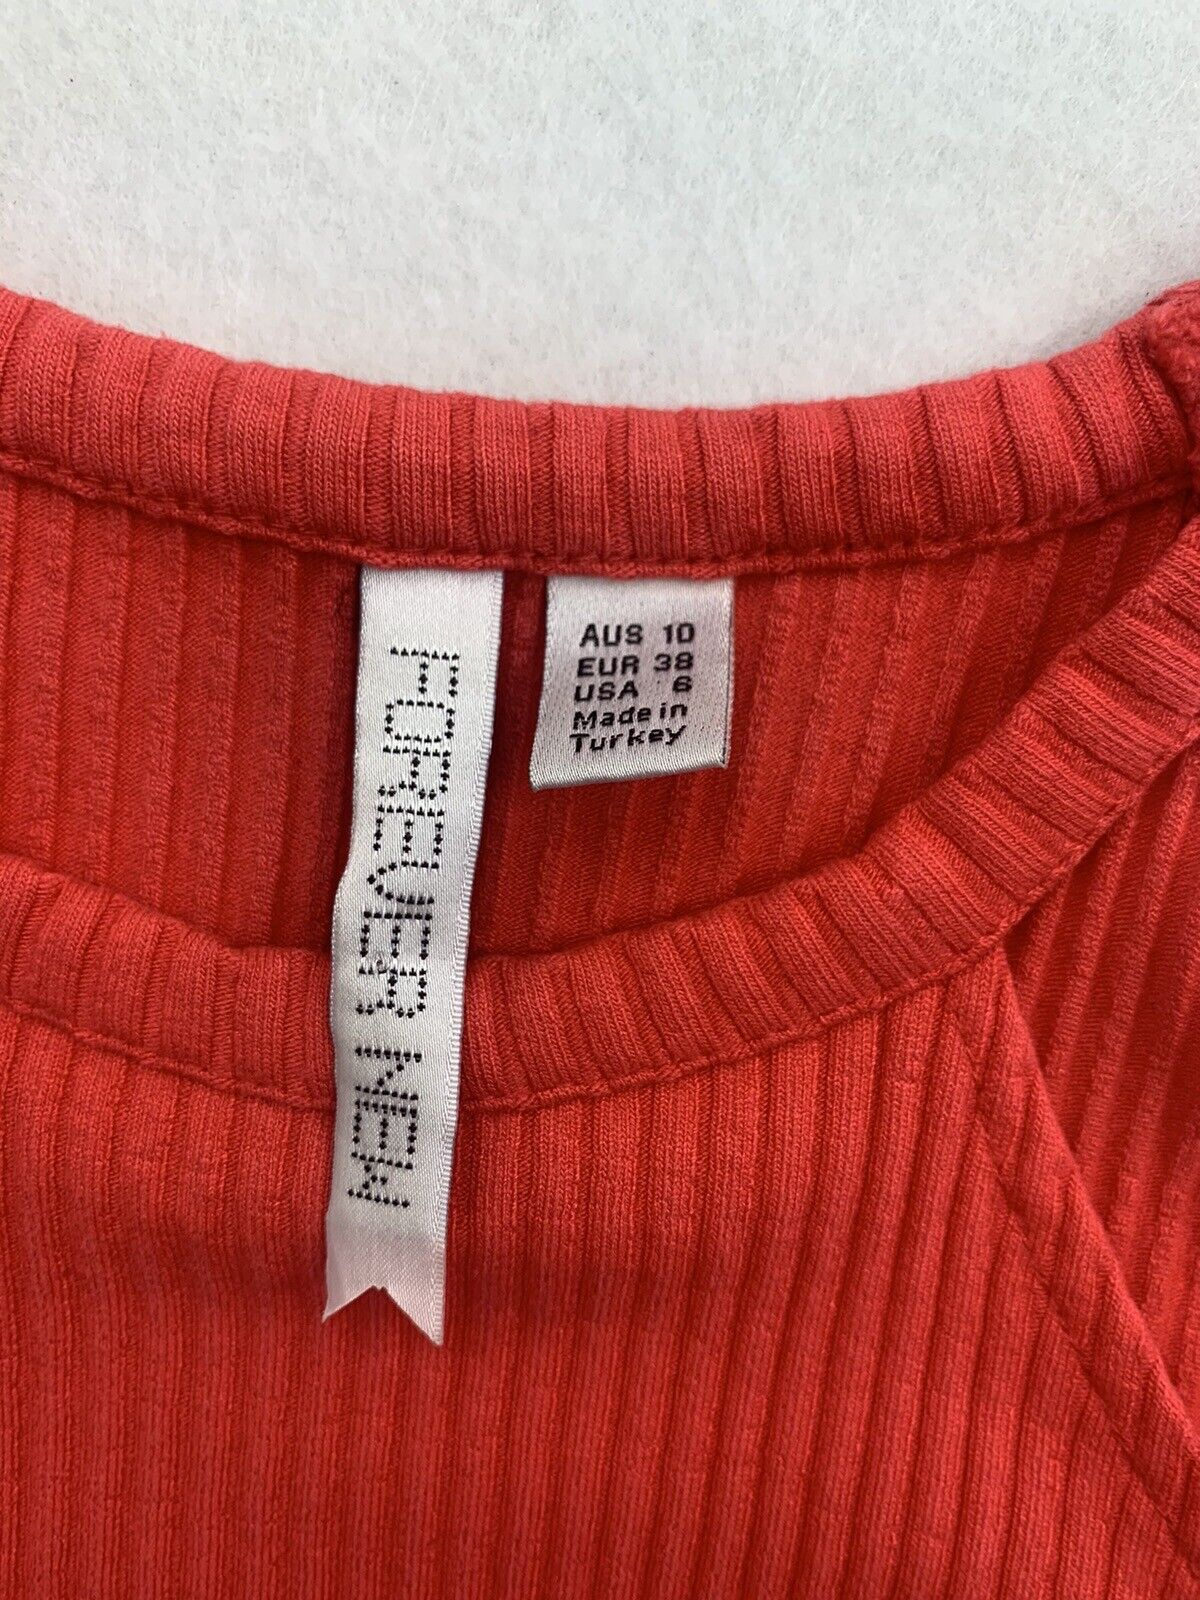 FOREVER NEW
AUS 10
EUR 38
USA 6
Made in
Turkey